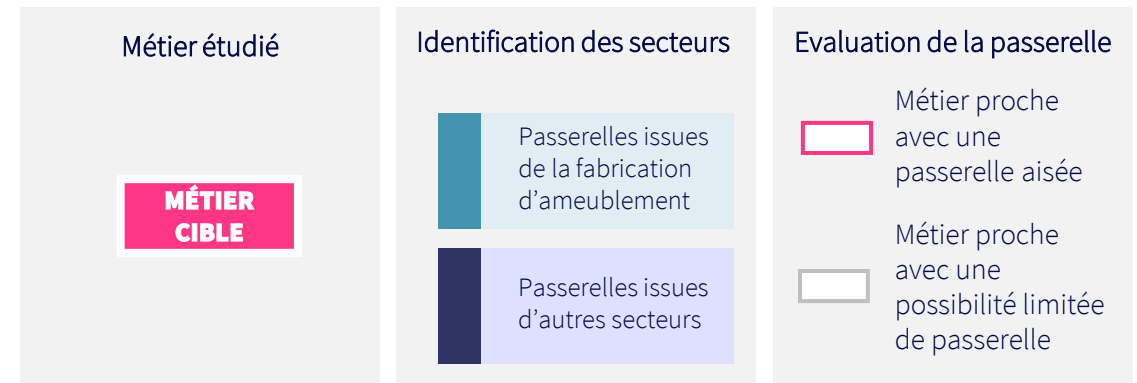 Métier étudié
MÉTIER
CIBLE
Identification des secteurs
Passerelles issues
de la fabrication
d'ameublement
Passerelles issues
d'autres secteurs
Evaluation de la passerelle
Métier proche
avec une
passerelle aisée
Métier proche
avec une
possibilité limitée
de passerelle